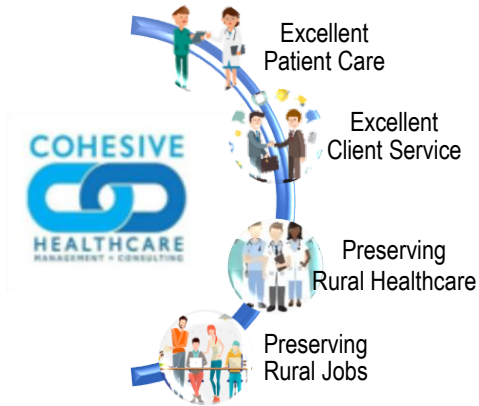 Excellent
Patient Care
Excellent
Client Service
COHESIVE
HEALTHCARE
MANAGEMENT + CONSULTING
Preserving
Rural Healthcare
Preserving
Rural Jobs